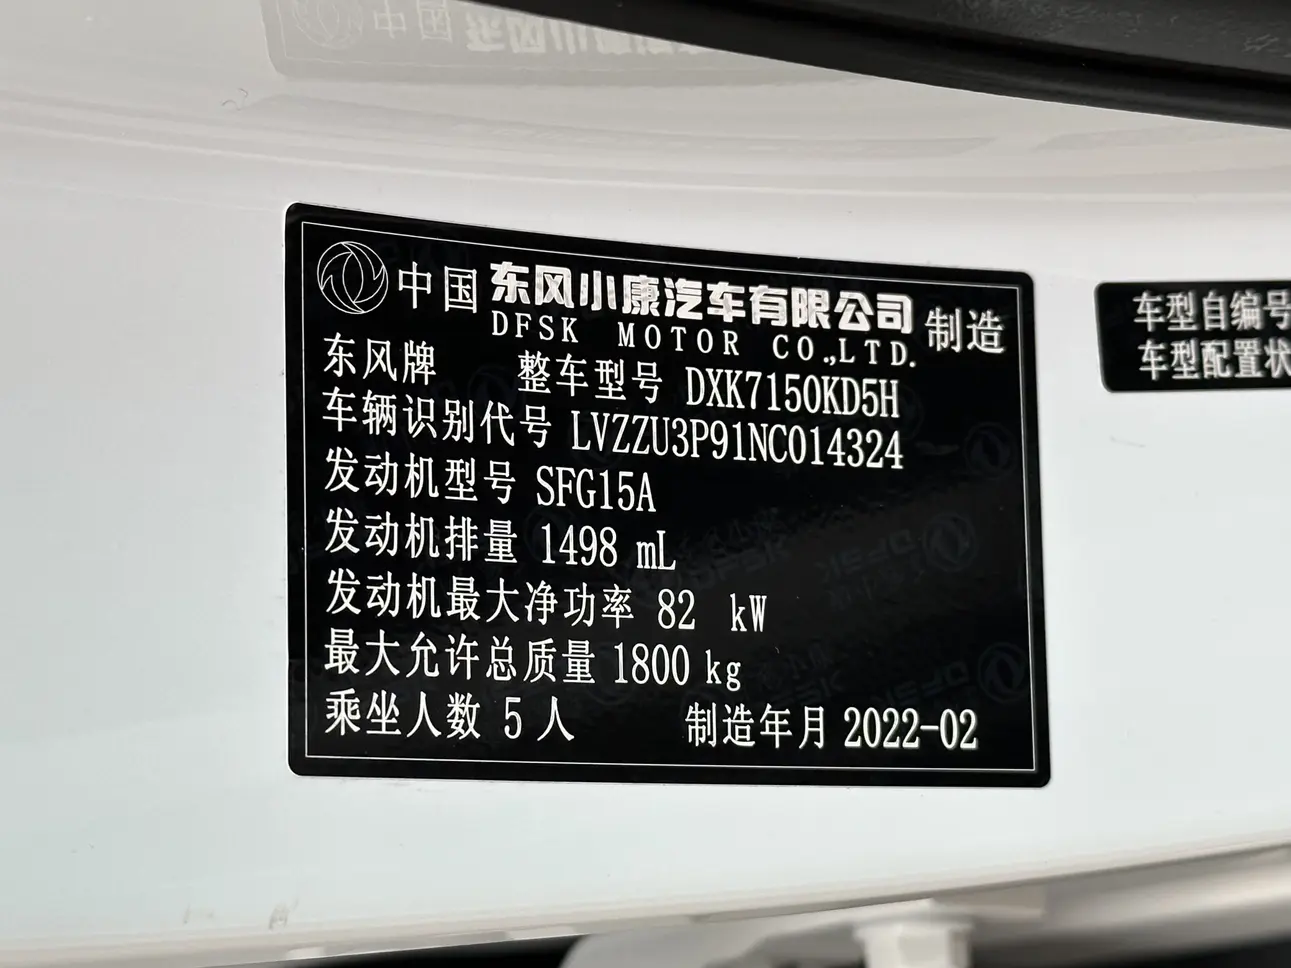 中国 东风小康汽车有限公司 制造
DFSK MOTOR CO.,LTD.
东风牌 整车型号 DXK7150KD5H
车辆识别代号 LVZZU3P91NC014324
发动机型号 SFG15A
发动机排量 1498 mL
发动机最大净功率 82 kW
最大允许总质量 1800 kg
乘坐人数 5 人 制造年月 2022-02
车型自编号
车型配置状